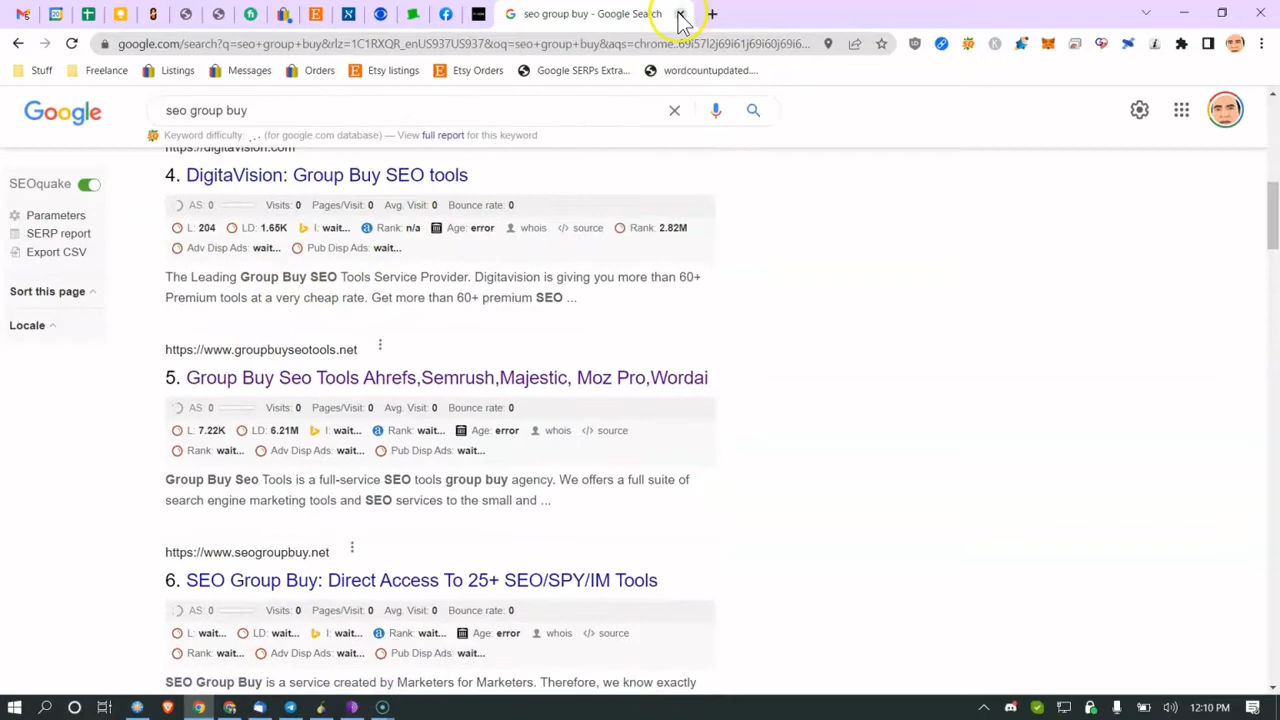 seo group buy - Google Search
google.com/search?q=seo+group+buy&rlz=1C1RXQR_enUS937US937&oq=seo+group+buy&aqs=chrome..69i57l2j69i61j69i60j69i6...
Stuff
Freelance
Listings
Messages
Orders
Etsy listings
Etsy Orders
Google SERPs Extra...
wordcountupdated....
Google
seo group buy
Keyword difficulty: ... (for google.com database) — View full report for this keyword
https://digitavision.com
SEOquake
Parameters
SERP report
Export CSV
Sort this page
Locale
4. DigitaVision: Group Buy SEO tools
AS: 0 Visits: 0 Pages/Visit: 0 Avg. Visit: 0 Bounce rate: 0
L: 204 LD: 1.65K I: wait... Rank: n/a Age: error whois </> source Rank: 2.82M
Adv Disp Ads: wait... Pub Disp Ads: wait...
The Leading Group Buy SEO Tools Service Provider. Digitavision is giving you more than 60+
Premium tools at a very cheap rate. Get more than 60+ premium SEO ...
https://www.groupbuyseotools.net
5. Group Buy Seo Tools Ahrefs,Semrush,Majestic, Moz Pro,Wordai
AS: 0 Visits: 0 Pages/Visit: 0 Avg. Visit: 0 Bounce rate: 0
L: 7.22K LD: 6.21M I: wait... Rank: wait... Age: error whois </> source
Rank: wait... Adv Disp Ads: wait... Pub Disp Ads: wait...
Group Buy Seo Tools is a full-service SEO tools group buy agency. We offers a full suite of
search engine marketing tools and SEO services to the small and ...
https://www.seogroupbuy.net
6. SEO Group Buy: Direct Access To 25+ SEO/SPY/IM Tools
AS: 0 Visits: 0 Pages/Visit: 0 Avg. Visit: 0 Bounce rate: 0
L: wait... LD: wait... I: wait... Rank: wait... Age: error whois </> source
Rank: wait... Adv Disp Ads: wait... Pub Disp Ads: wait...
SEO Group Buy is a service created by Marketers for Marketers. Therefore, we know exactly
12:10 PM